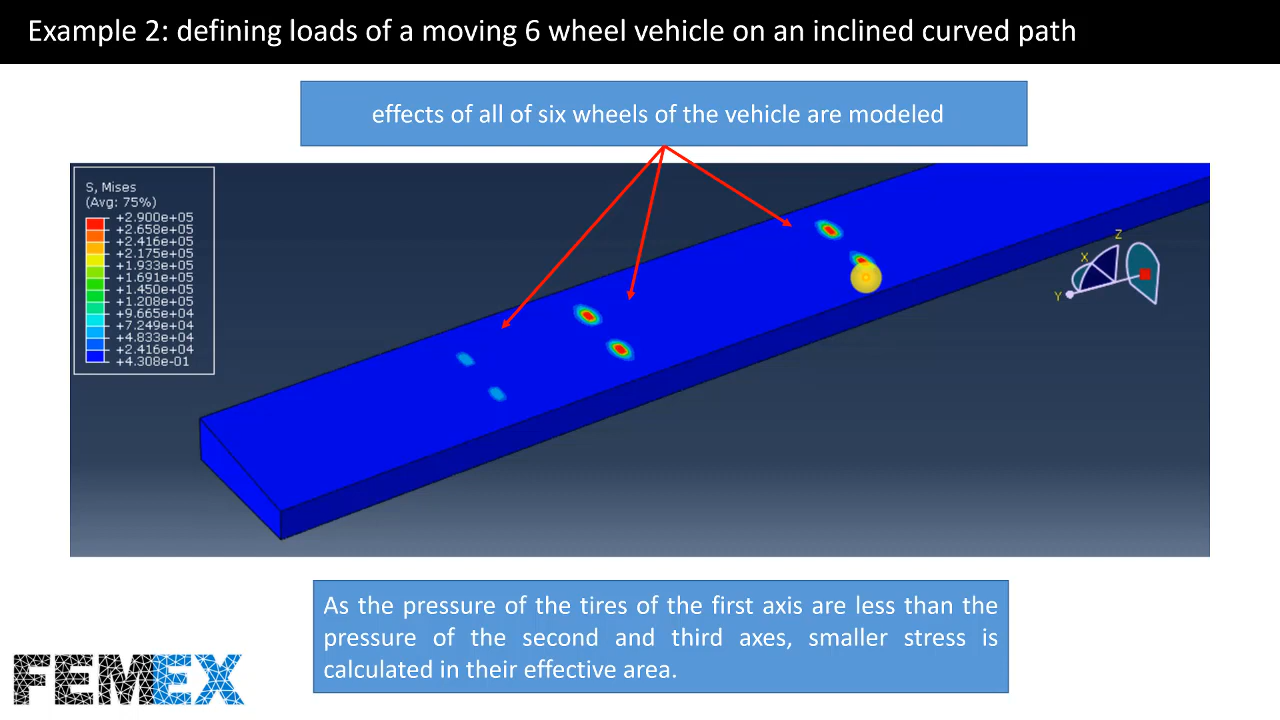 Example 2: defining loads of a moving 6 wheel vehicle on an inclined curved path
effects of all of six wheels of the vehicle are modeled
S, Mises
(Avg: 75%)
+2.900e+05
+2.658e+05
+2.416e+05
+2.175e+05
+1.933e+05
+1.691e+05
+1.450e+05
+1.208e+05
+9.665e+04
+7.249e+04
+4.833e+04
+2.416e+04
+4.308e-01
Z
X
Y
As the pressure of the tires of the first axis are less than the
pressure of the second and third axes, smaller stress is
calculated in their effective area.
FEMEX